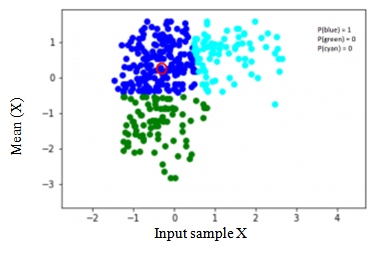 P(blue) = 1
P(green) = 0
P(cyan) = 0
1
0
−1
−2
−3
Mean (X)
−2
−1
0
1
2
3
4
Input sample X